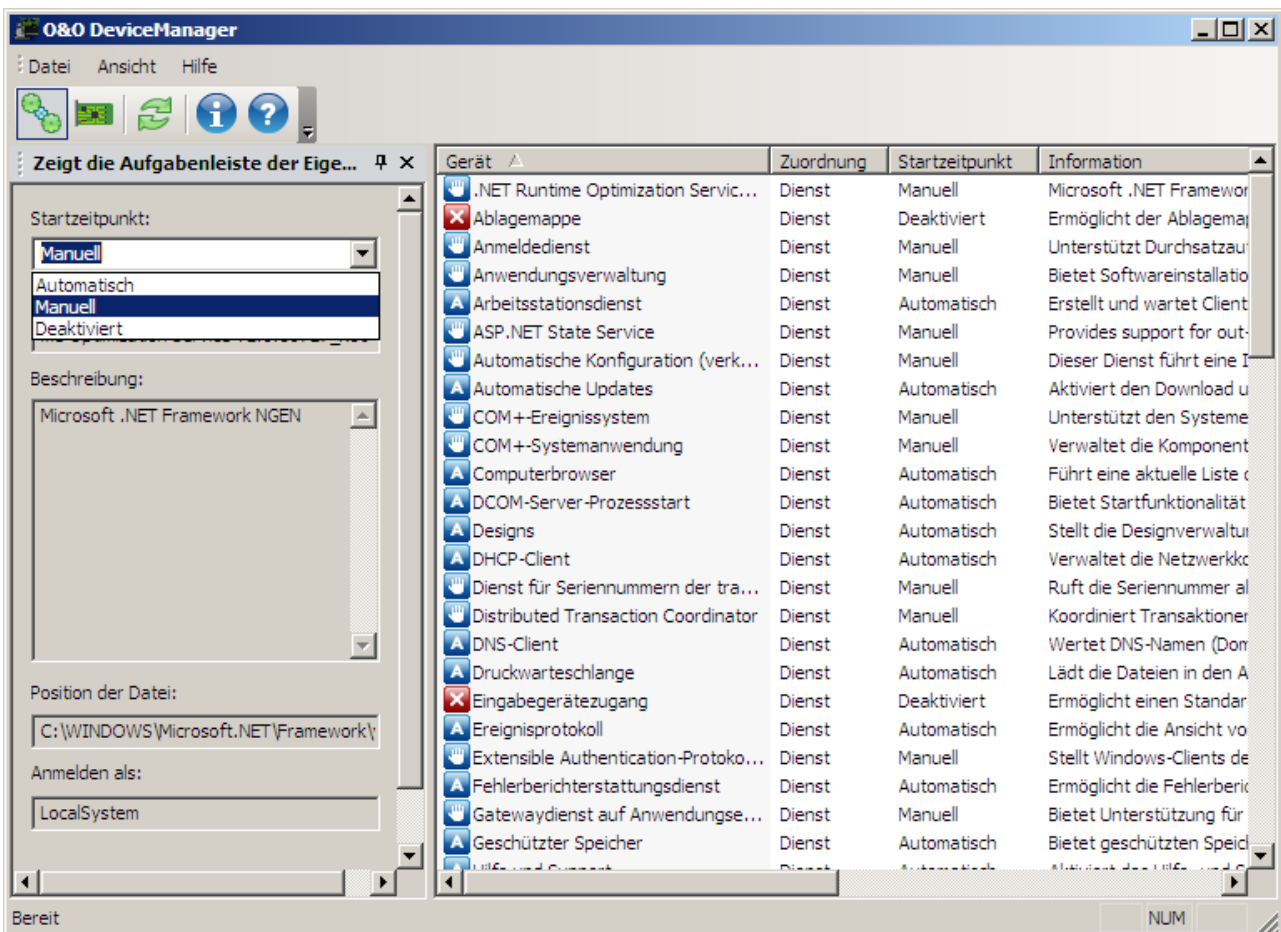 O&O DeviceManager
Datei Ansicht Hilfe
Zeigt die Aufgabenleiste der Eige...
Startzeitpunkt:
Manuell
Automatisch
Manuell
Deaktiviert
Beschreibung:
Microsoft .NET Framework NGEN
Position der Datei:
C:\WINDOWS\Microsoft.NET\Framework\
Anmelden als:
LocalSystem
Gerät Zuordnung Startzeitpunkt Information
.NET Runtime Optimization Servic... Dienst Manuell Microsoft .NET Framewor
Ablagemappe Dienst Deaktiviert Ermöglicht der Ablagema
Anmeldedienst Dienst Manuell Unterstützt Durchsatzau
Anwendungsverwaltung Dienst Manuell Bietet Softwareinstallatio
A Arbeitsstationsdienst Dienst Automatisch Erstellt und wartet Client
ASP.NET State Service Dienst Manuell Provides support for out-
Automatische Konfiguration (verk... Dienst Manuell Dieser Dienst führt eine I
A Automatische Updates Dienst Automatisch Aktiviert den Download u
COM+-Ereignissystem Dienst Manuell Unterstützt den Systeme
COM+-Systemanwendung Dienst Manuell Verwaltet die Komponent
A Computerbrowser Dienst Automatisch Führt eine aktuelle Liste
A DCOM-Server-Prozessstart Dienst Automatisch Bietet Startfunktionalität
A Designs Dienst Automatisch Stellt die Designverwaltu
A DHCP-Client Dienst Automatisch Verwaltet die Netzwerkko
Dienst für Seriennummern der tra... Dienst Manuell Ruft die Seriennummer al
Distributed Transaction Coordinator Dienst Manuell Koordiniert Transaktioner
A DNS-Client Dienst Automatisch Wertet DNS-Namen (Dom
A Druckwarteschlange Dienst Automatisch Lädt die Dateien in den A
Eingabegerätezugang Dienst Deaktiviert Ermöglicht einen Standar
A Ereignisprotokoll Dienst Automatisch Ermöglicht die Ansicht vo
Extensible Authentication-Protoko... Dienst Manuell Stellt Windows-Clients de
A Fehlerberichterstattungsdienst Dienst Automatisch Ermöglicht die Fehlerberic
Gatewaydienst auf Anwendungse... Dienst Manuell Bietet Unterstützung für
A Geschützter Speicher Dienst Automatisch Bietet geschützten Speich
Bereit NUM